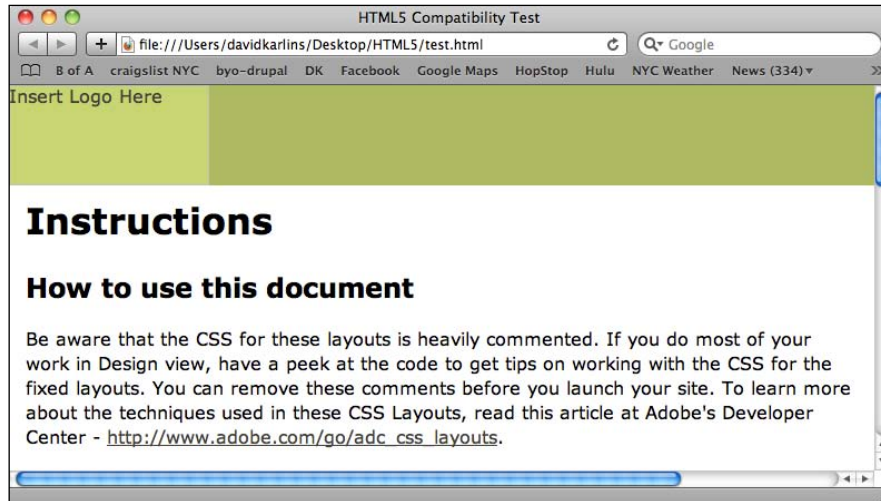 HTML5 Compatibility Test
file:///Users/davidkarlins/Desktop/HTML5/test.html
Google
B of A craigslist NYC byo-drupal DK Facebook Google Maps HopStop Hulu NYC Weather News (334)
Insert Logo Here
Instructions
How to use this document
Be aware that the CSS for these layouts is heavily commented. If you do most of your
work in Design view, have a peek at the code to get tips on working with the CSS for the
fixed layouts. You can remove these comments before you launch your site. To learn more
about the techniques used in these CSS Layouts, read this article at Adobe's Developer
Center - http://www.adobe.com/go/adc_css_layouts.